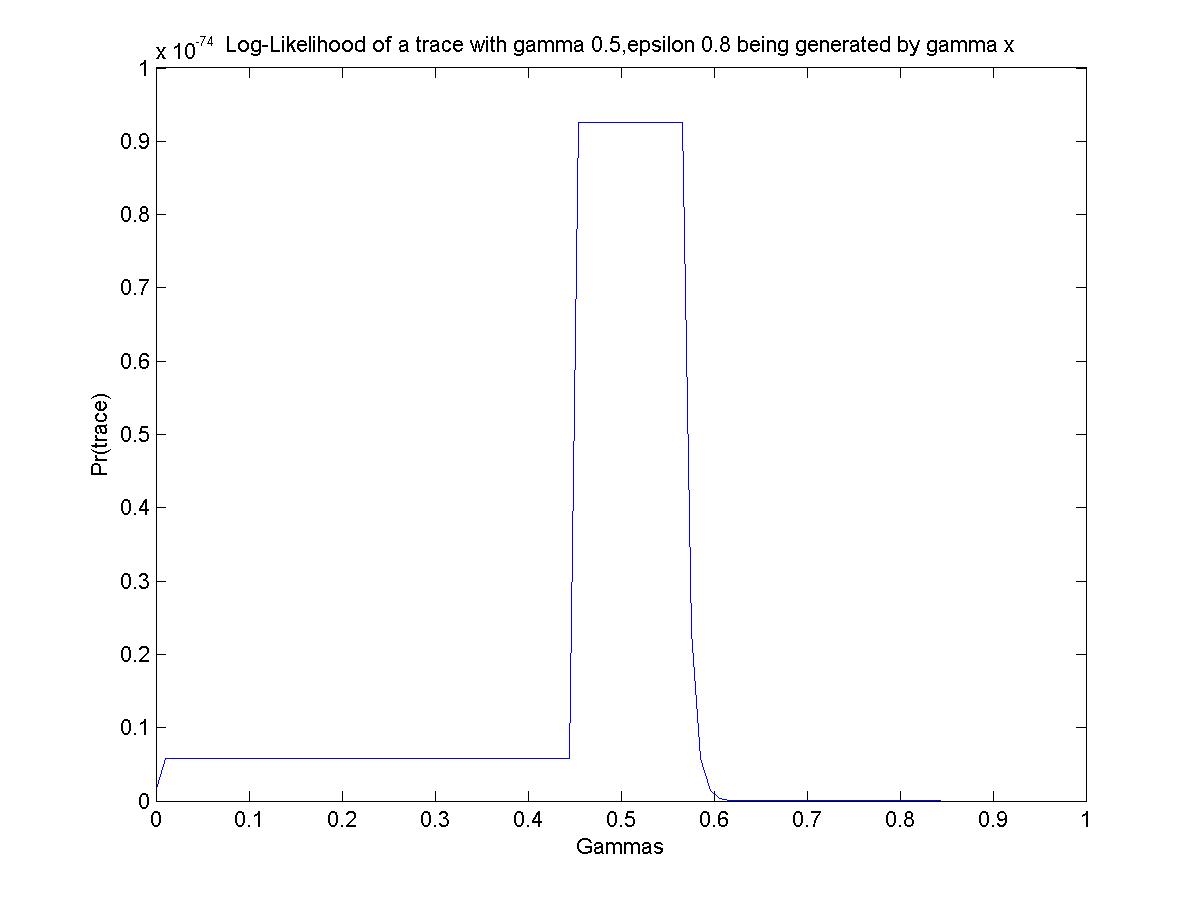 x 10-74 Log-Likelihood of a trace with gamma 0.5,epsilon 0.8 being generated by gamma x
1
0.9
0.8
0.7
0.6
0.5
0.4
0.3
0.2
0.1
0
Pr(trace)
0 0.1 0.2 0.3 0.4 0.5 0.6 0.7 0.8 0.9 1
Gammas